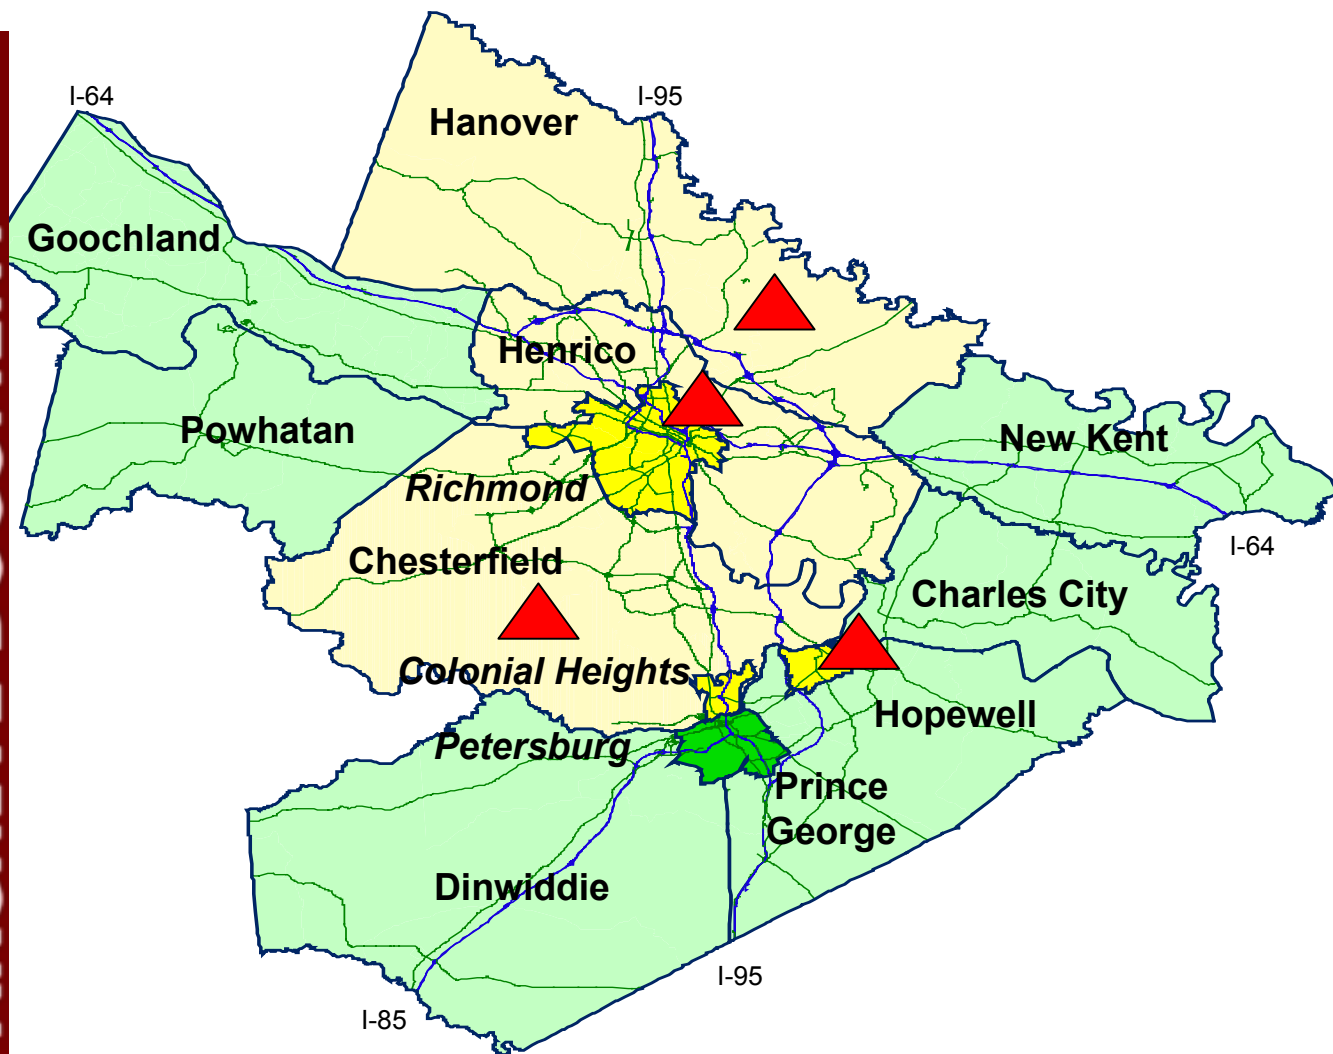 I-64
I-95
Hanover
Goochland
Henrico
Powhatan
New Kent
Richmond
I-64
Chesterfield
Charles City
Colonial Heights
Hopewell
Petersburg
Prince
George
Dinwiddie
I-95
I-85